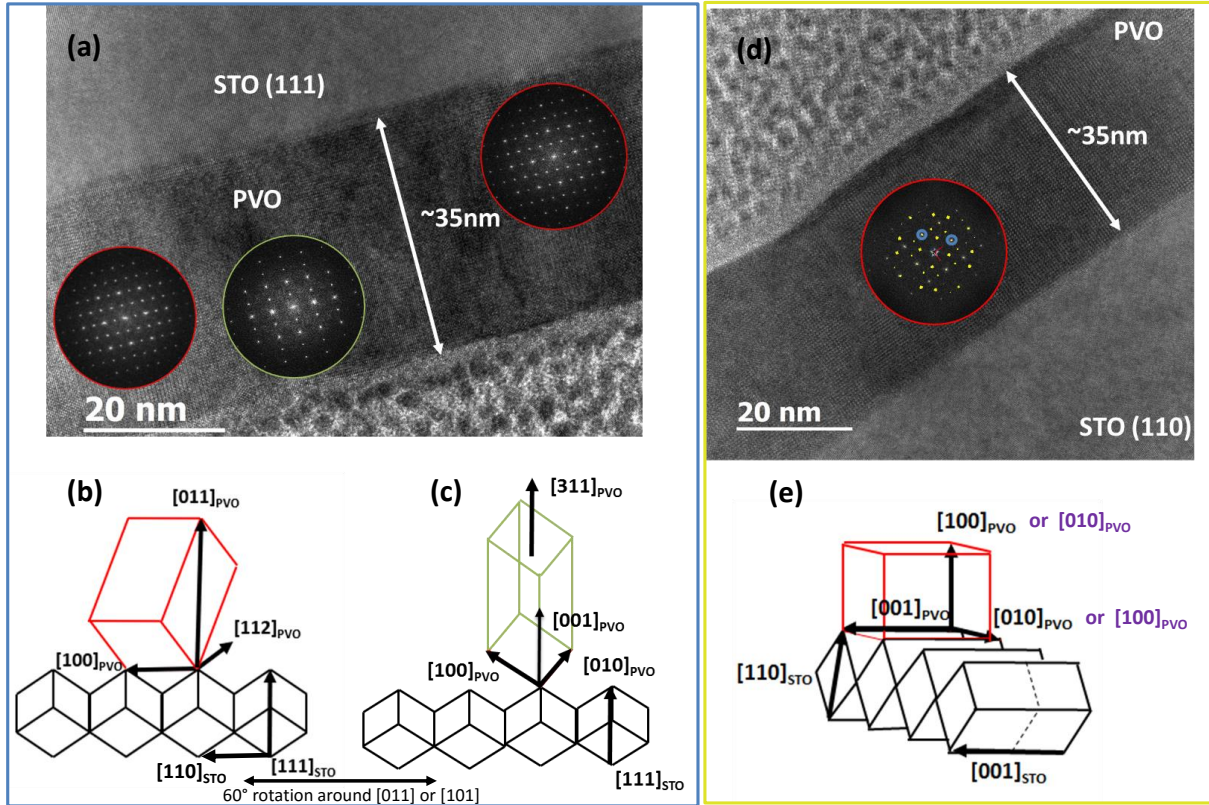 (a)
STO (111)
PVO
~35nm
20 nm
(b)
[011]PVO
[112]PVO
[100]PVO
[110]STO
[111]STO
(c)
[311]PVO
[001]PVO
[100]PVO
[010]PVO
[111]STO
60° rotation around [011] or [101]
(d)
PVO
~35nm
20 nm
STO (110)
(e)
[100]PVO or [010]PVO
[001]PVO
[010]PVO or [100]PVO
[110]STO
[001]STO